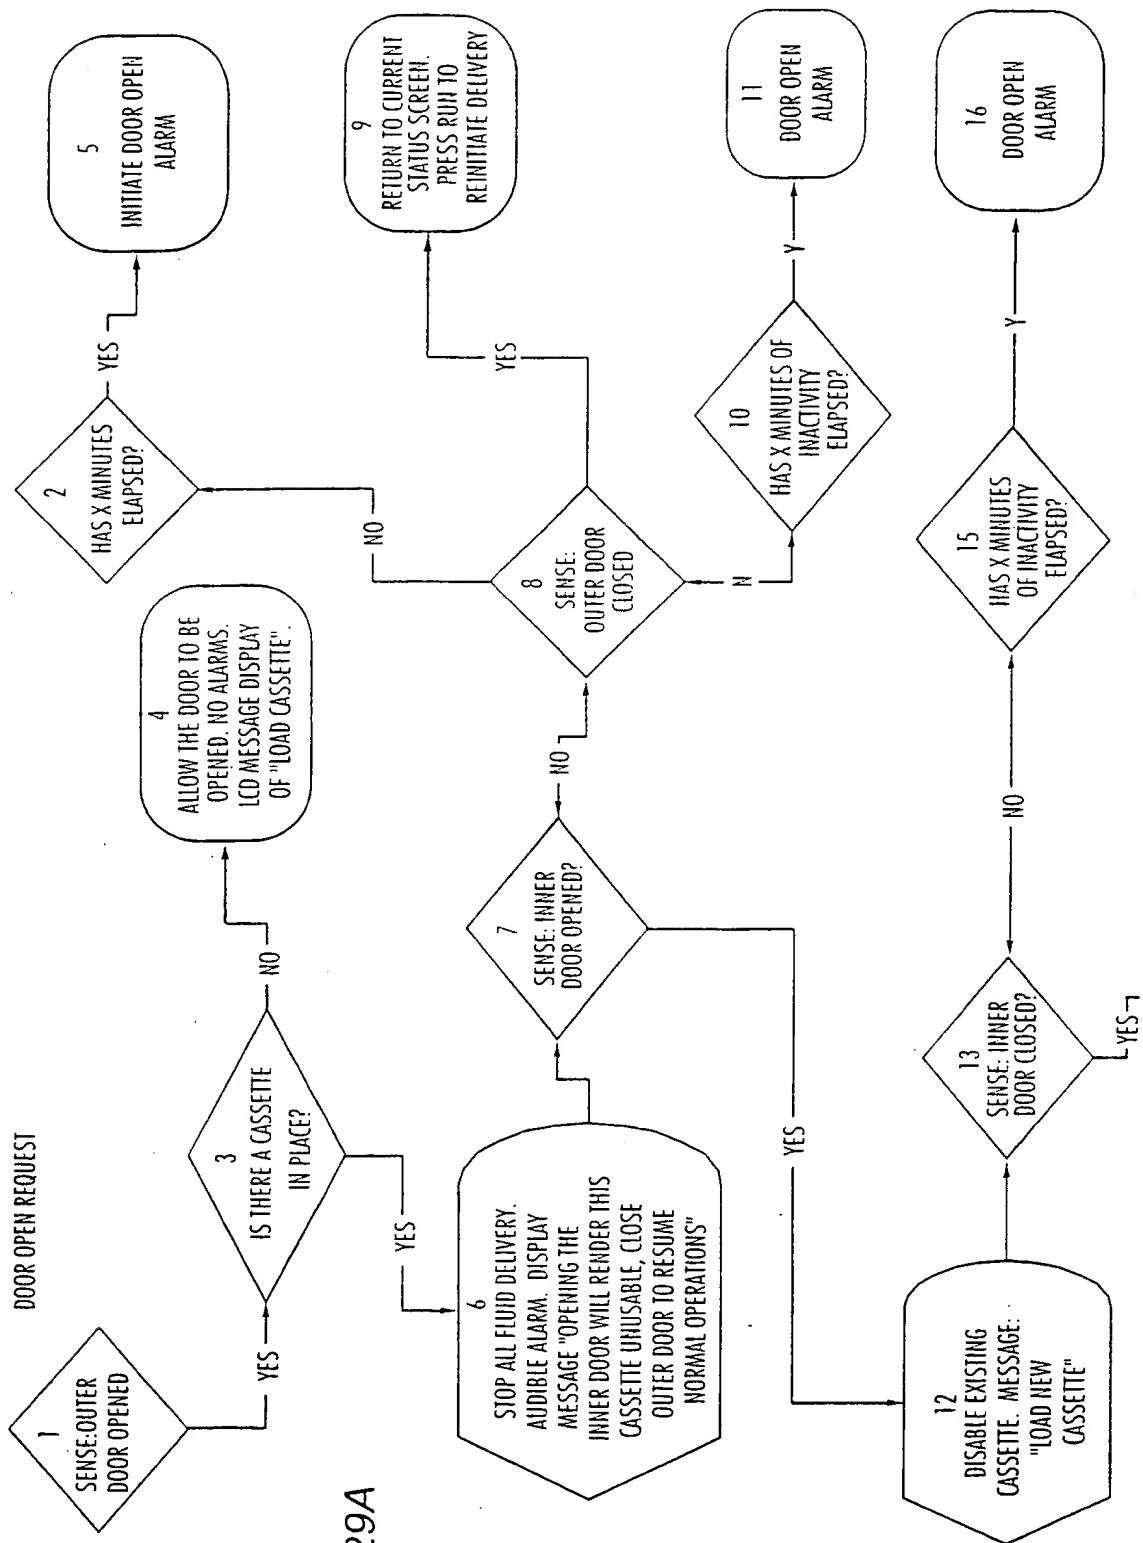 DOOR OPEN REQUEST
1
SENSE:OUTER
DOOR OPENED
YES
3
IS THERE A CASSETTE
IN PLACE?
NO
4
ALLOW THE DOOR TO BE
OPENED. NO ALARMS.
LCD MESSAGE DISPLAY
OF "LOAD CASSETTE".
2
HAS X MINUTES
ELAPSED?
YES
5
INITIATE DOOR OPEN
ALARM
YES
6
STOP ALL FLUID DELIVERY.
AUDIBLE ALARM. DISPLAY
MESSAGE "OPENING THE
INNER DOOR WILL RENDER THIS
CASSETTE UNUSABLE, CLOSE
OUTER DOOR TO RESUME
NORMAL OPERATIONS"
7
SENSE: INNER
DOOR OPENED?
NO
8
SENSE:
OUTER DOOR
CLOSED
NO
YES
9
RETURN TO CURRENT
STATUS SCREEN.
PRESS RUN TO
REINITIATE DELIVERY
N
10
HAS X MINUTES OF
INACTIVITY
ELAPSED?
Y
11
DOOR OPEN
ALARM
YES
12
DISABLE EXISTING
CASSETTE. MESSAGE:
"LOAD NEW
CASSETTE"
13
SENSE: INNER
DOOR CLOSED?
YES
NO
15
HAS X MINUTES
OF INACTIVITY
ELAPSED?
Y
16
DOOR OPEN
ALARM
29A